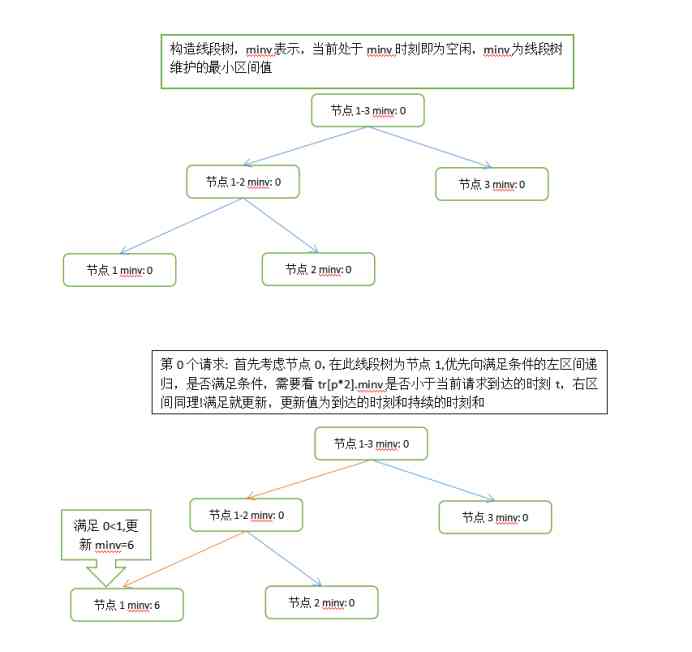 构造线段树，minv表示，当前处于 minv 时刻即为空闲，minv 为线段树
维护的最小区间值
节点 1-3 minv: 0
节点 1-2 minv: 0
节点 3 minv: 0
节点 1 minv: 0
节点 2 minv: 0
第 0 个请求: 首先考虑节点 0，在此线段树为节点 1,优先向满足条件的左区间递
归，是否满足条件，需要看 tr[p*2].minv 是否小于当前请求到达的时刻 t，右区
间同理!满足就更新，更新值为到达的时刻和持续的时刻和
节点 1-3 minv: 0
节点 1-2 minv: 0
节点 3 minv: 0
满足 0<1,更
新 minv=6
节点 1 minv: 6
节点 2 minv: 0